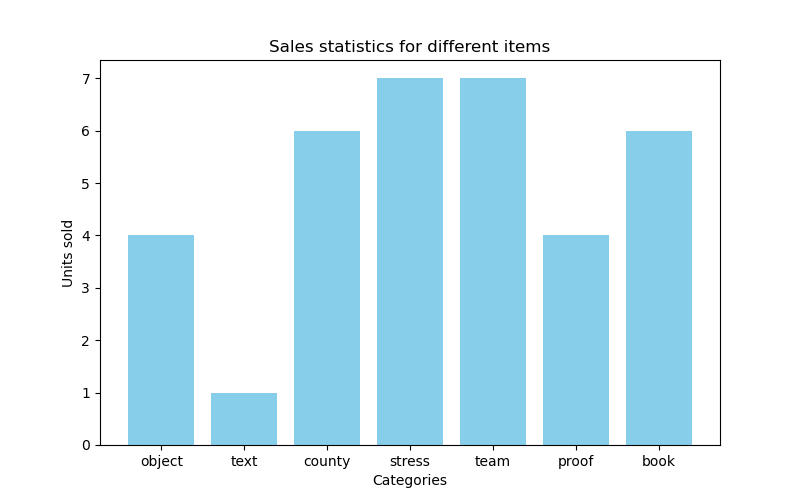 Sales statistics for different items
7
6
5
4
3
2
1
0
Units sold
object text county stress team proof book
Categories